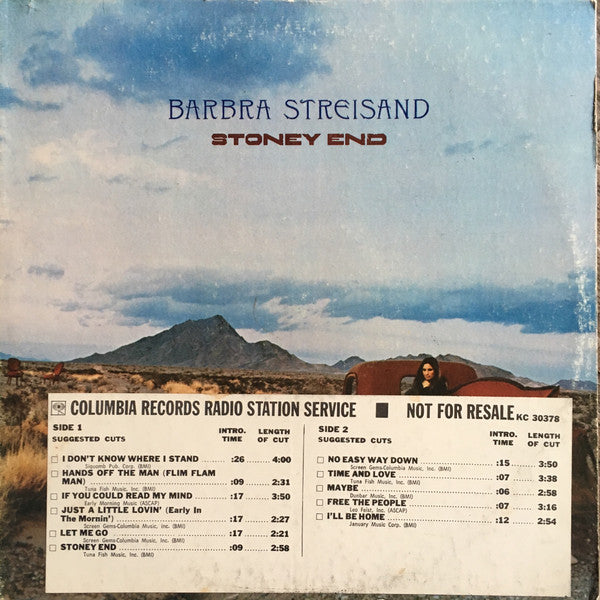 BARBRA STREISAND
STONEY END
COLUMBIA RECORDS RADIO STATION SERVICE ■ NOT FOR RESALE KC 30378
SIDE 1 INTRO. LENGTH
SUGGESTED CUTS TIME OF CUT
I DON'T KNOW WHERE I STAND :26 4:00
Siquomb Pub. Corp. (BMI)
HANDS OFF THE MAN (FLIM FLAM
MAN) :09 2:31
Tuna Fish Music, Inc. (BMI)
IF YOU COULD READ MY MIND :17 3:50
Early Morning Music (ASCAP)
JUST A LITTLE LOVIN' (Early In
The Mornin') :17 2:27
Screen Gems-Columbia Music, Inc. (BMI)
LET ME GO :17 2:21
Screen Gems-Columbia Music, Inc. (BMI)
STONEY END :09 2:58
Tuna Fish Music, Inc. (BMI)
SIDE 2 INTRO. LENGTH
SUGGESTED CUTS TIME OF CUT
NO EASY WAY DOWN :15 3:50
Screen Gems-Columbia Music, Inc. (BMI)
TIME AND LOVE :07 3:38
Tuna Fish Music, Inc. (BMI)
MAYBE :06 2:58
Dunbar Music, Inc. (BMI)
FREE THE PEOPLE :07 3:16
Leo Feist, Inc. (ASCAP)
I'LL BE HOME :12 2:54
January Music Corp. (BMI)